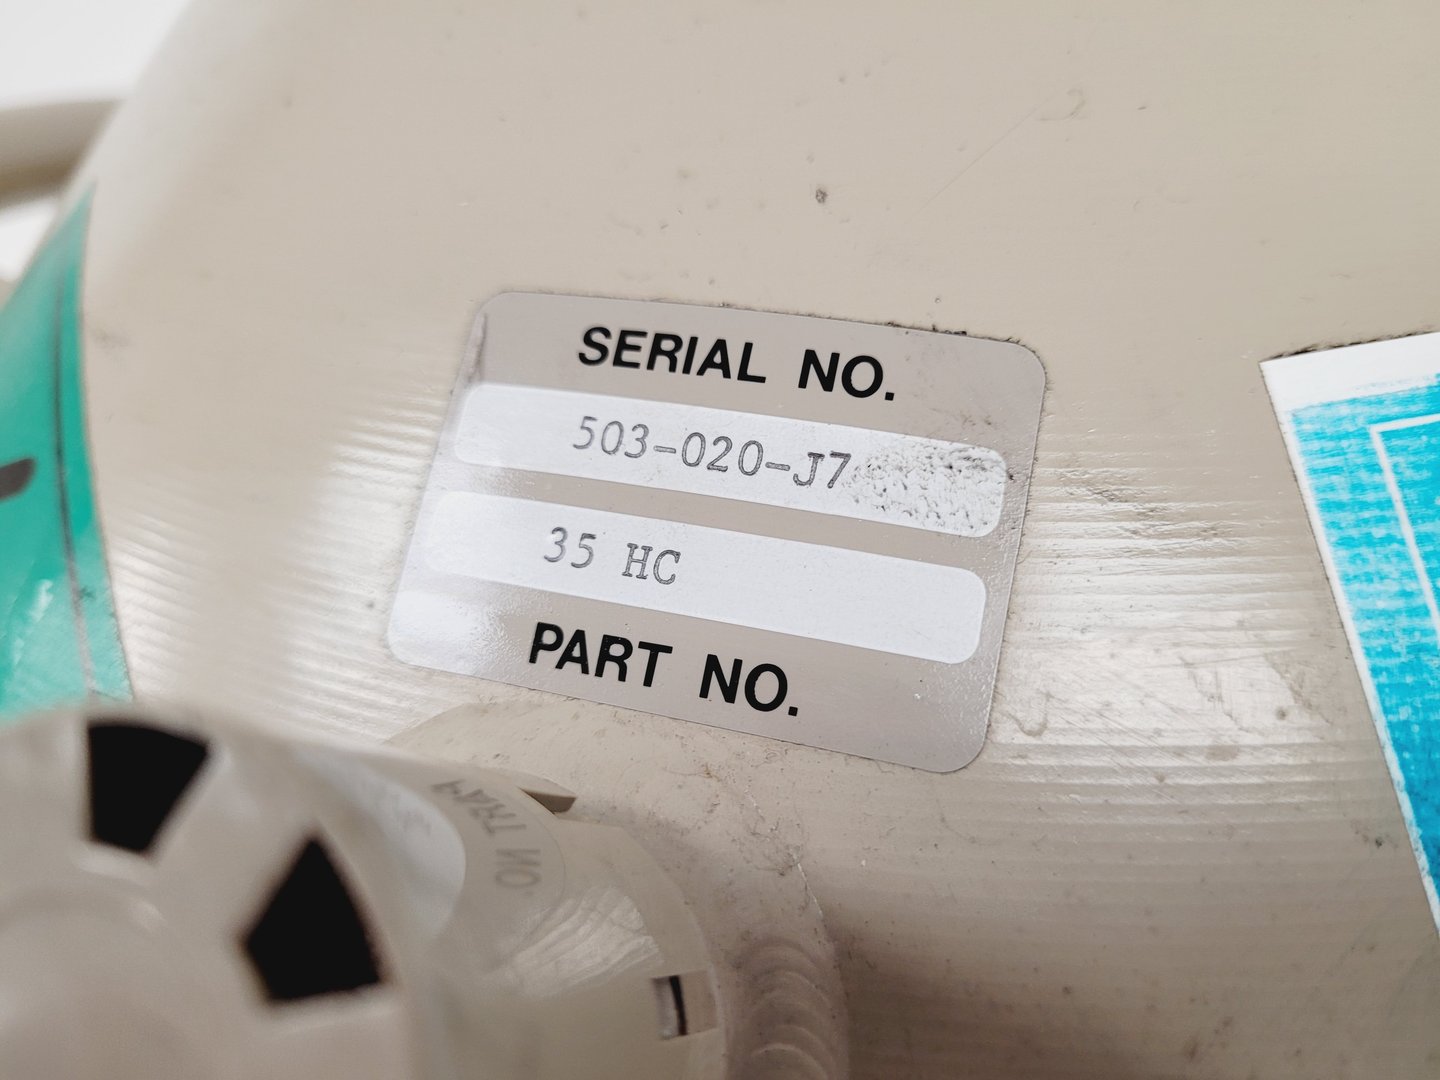 SERIAL NO.
503-020-J7
35 HC
PART NO.